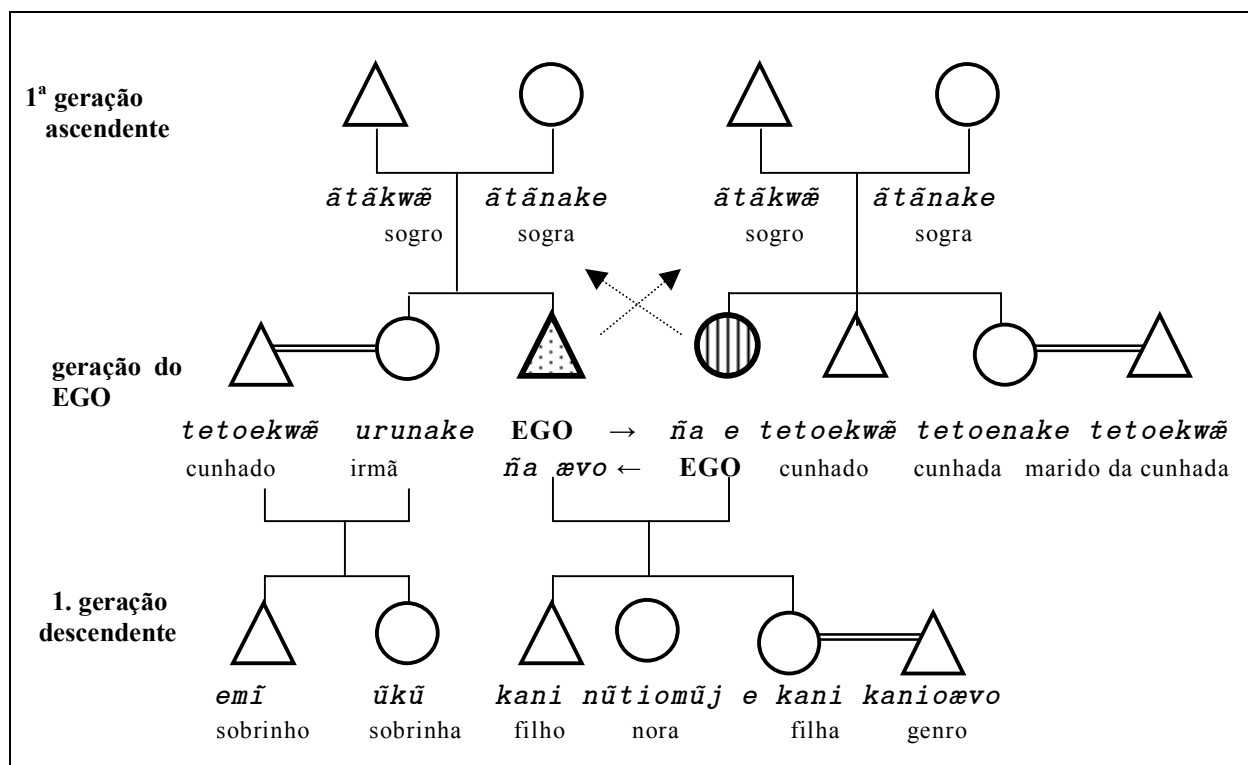 1ª geração
ascendente
ãtãkwæ̃ ãtãnake ãtãkwæ̃ ãtãnake
sogro sogra sogro sogra
geração do
EGO
tetoekwæ̃ urunake EGO → ña e tetoekwæ̃ tetoenake tetoekwæ̃
cunhado irmã ña ævo ← EGO cunhado cunhada marido da cunhada
1. geração
descendente
emĩ ũkũ kani nũtiomũj e kani kanioævo
sobrinho sobrinha filho nora filha genro